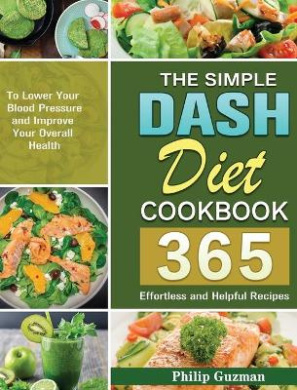 To Lower Your
Blood Pressure
and Improve
Your Overall
Health
THE SIMPLE
DASH
Diet
COOKBOOK
365
Effortless and Helpful Recipes
Philip Guzman